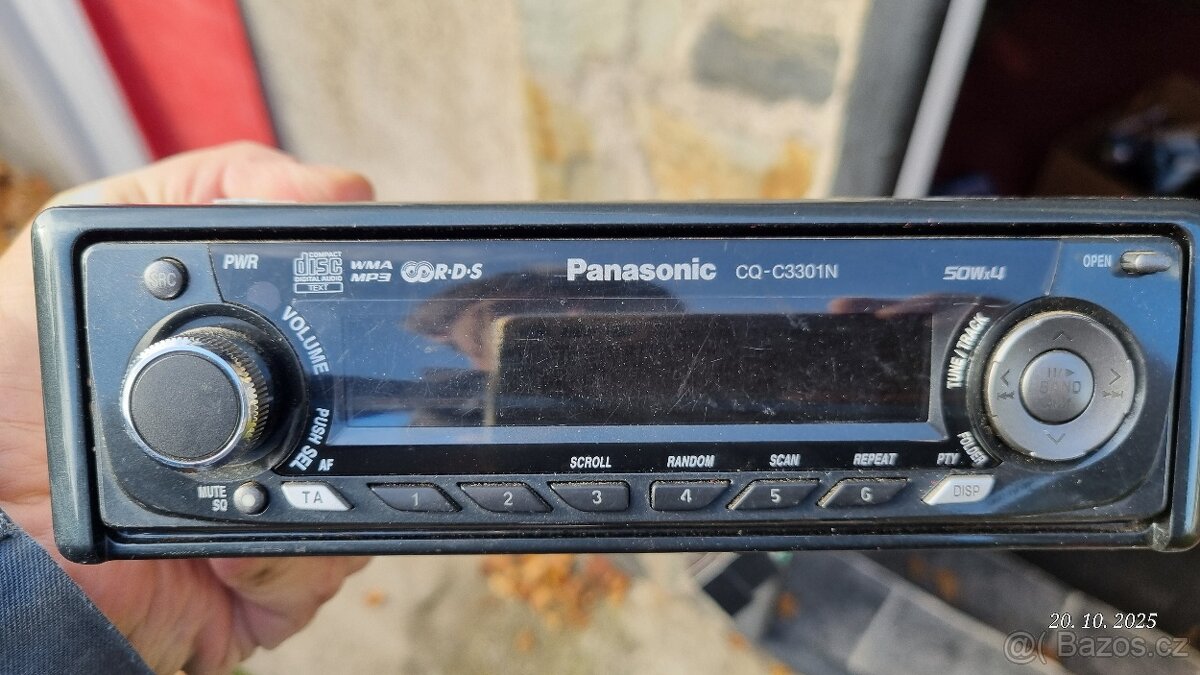 PWR
SRC
COMPACT
disc
DIGITAL AUDIO
TEXT
WMA
MP3
R·D·S
Panasonic
CQ-C3301N
50Wx4
OPEN
VOLUME
PUSH SEL
AF
TUNE/TRACK
BAND
FOLDER
SCROLL
RANDOM
SCAN
REPEAT
PTY
MUTE
SQ
TA
1
2
3
4
5
6
DISP
20. 10. 2025
@(Bazos.cz